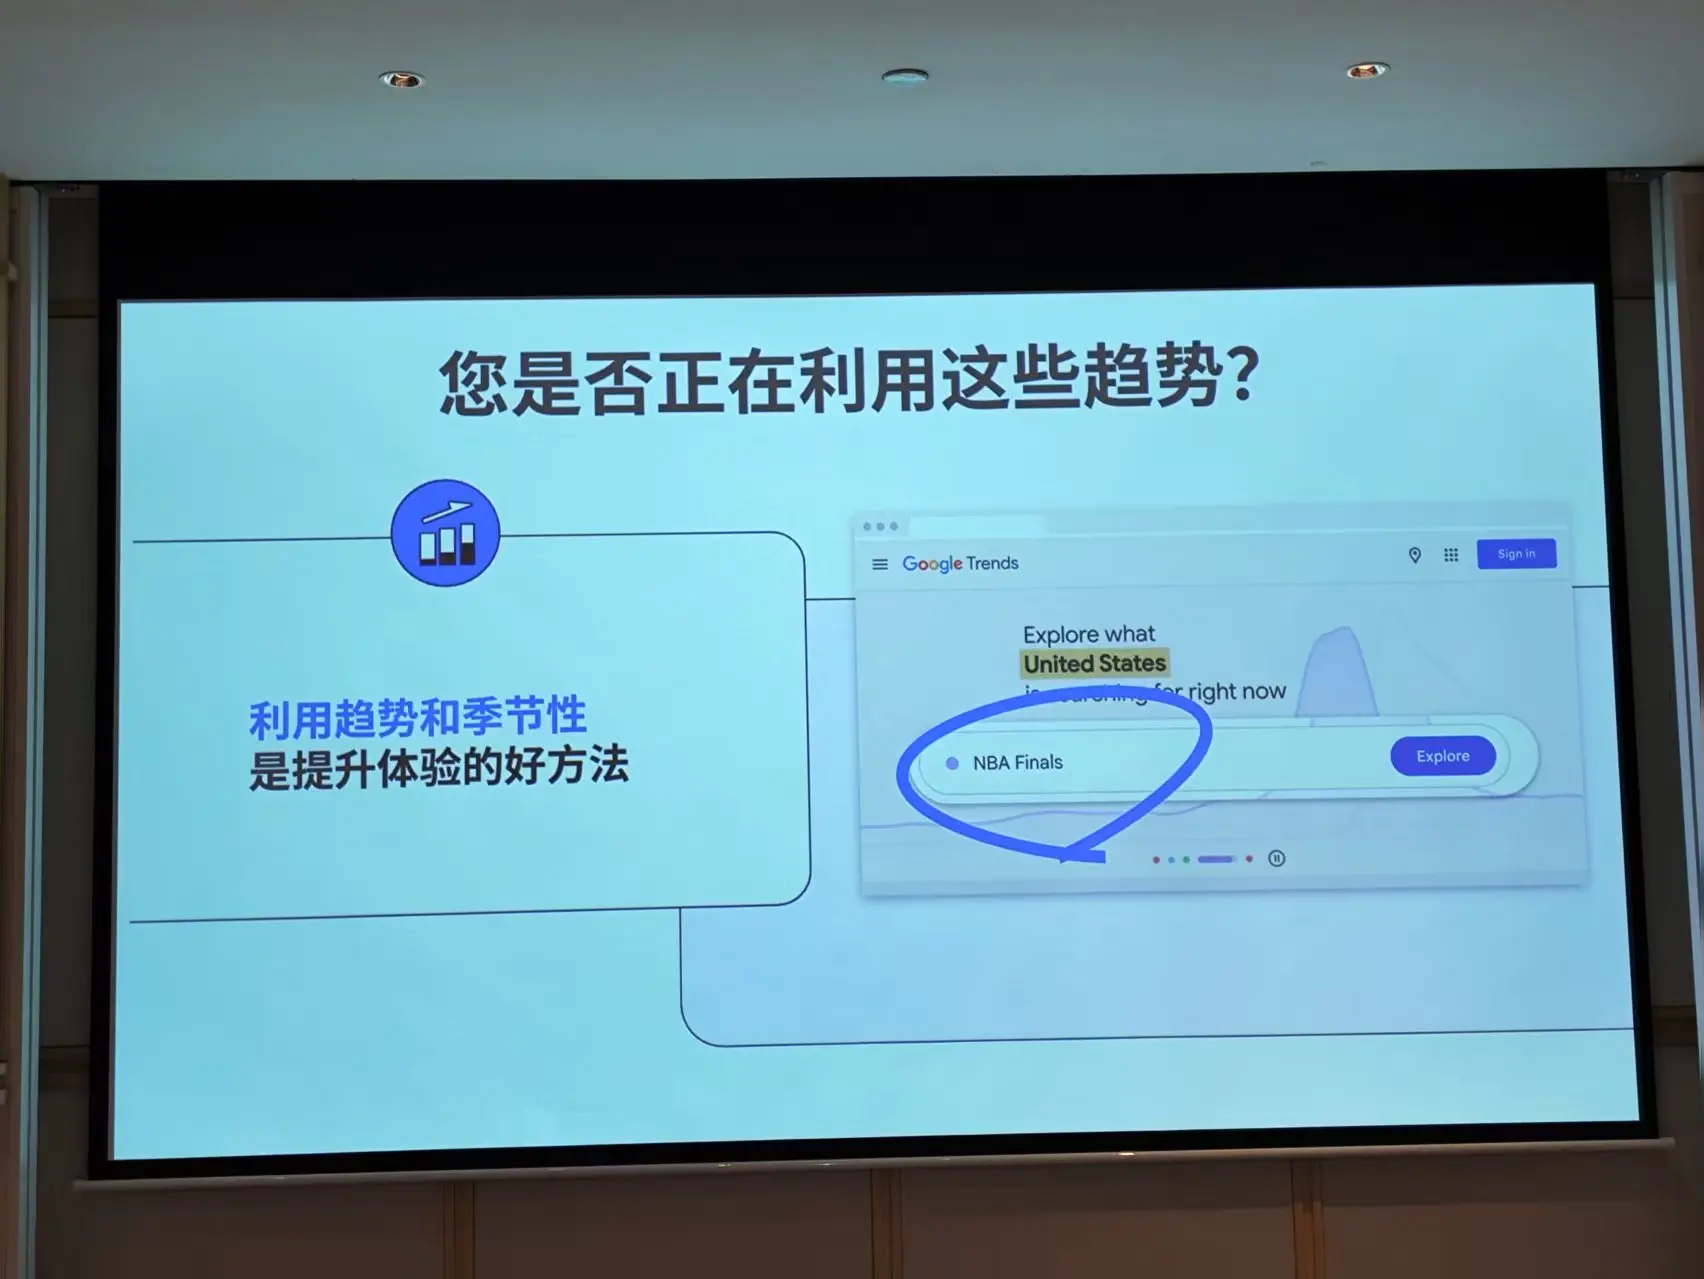 您是否正在利用这些趋势？
利用趋势和季节性
是提升体验的好方法
Google Trends
Sign in
Explore what
United States
is searching for right now
NBA Finals
Explore